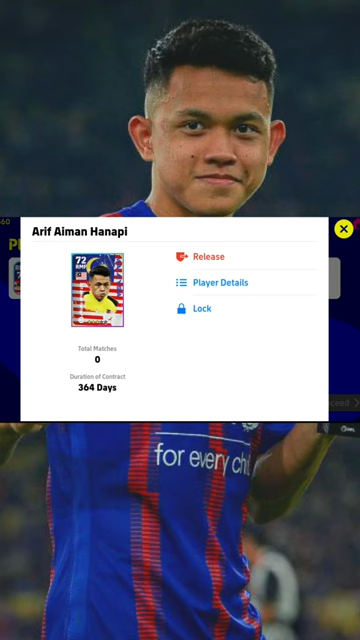 Arif Aiman Hanapi
72
RMF
Release
Player Details
Lock
Total Matches
0
Duration of Contract
364 Days
for every chi